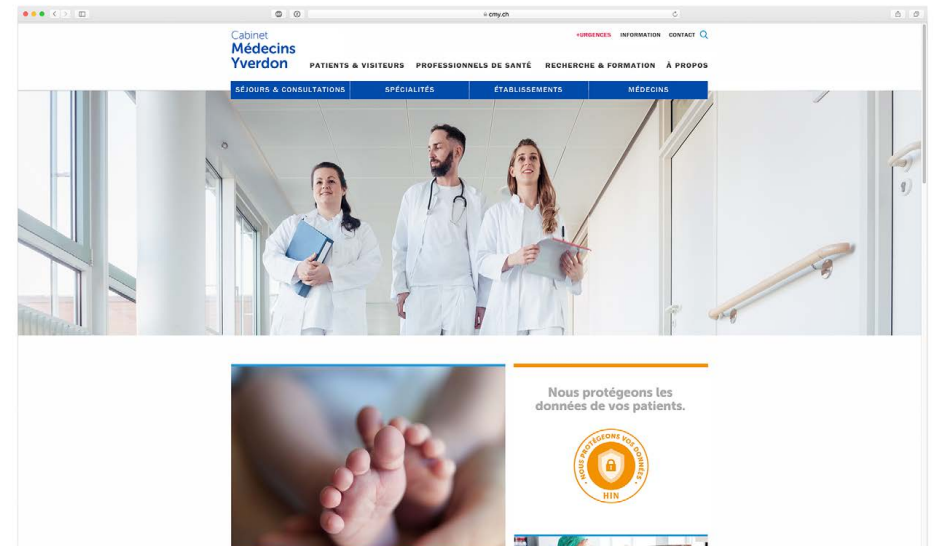 cmy.ch
Cabinet
Médecins
Yverdon
+URGENCES INFORMATION CONTACT
PATIENTS & VISITEURS PROFESSIONNELS DE SANTÉ RECHERCHE & FORMATION À PROPOS
SÉJOURS & CONSULTATIONS SPÉCIALITÉS ÉTABLISSEMENTS MÉDECINS
Nous protégeons les
données de vos patients.
NOUS PROTÉGEONS VOS DONNÉES
HIN